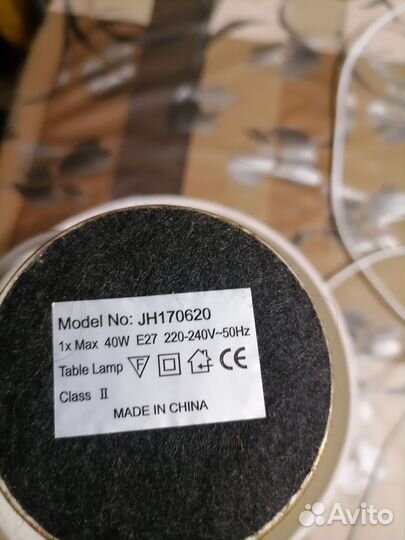 Model No: JH170620
1x Max 40W E27 220-240V~50Hz
Table Lamp F CE
Class II
MADE IN CHINA
Avito